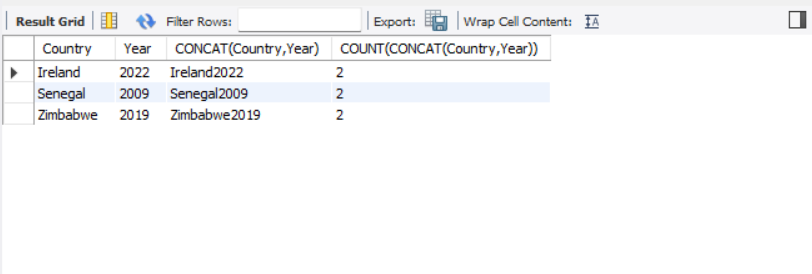 Result Grid Filter Rows: Export: Wrap Cell Content:
Country Year CONCAT(Country,Year) COUNT(CONCAT(Country,Year))
Ireland 2022 Ireland2022 2
Senegal 2009 Senegal2009 2
Zimbabwe 2019 Zimbabwe2019 2